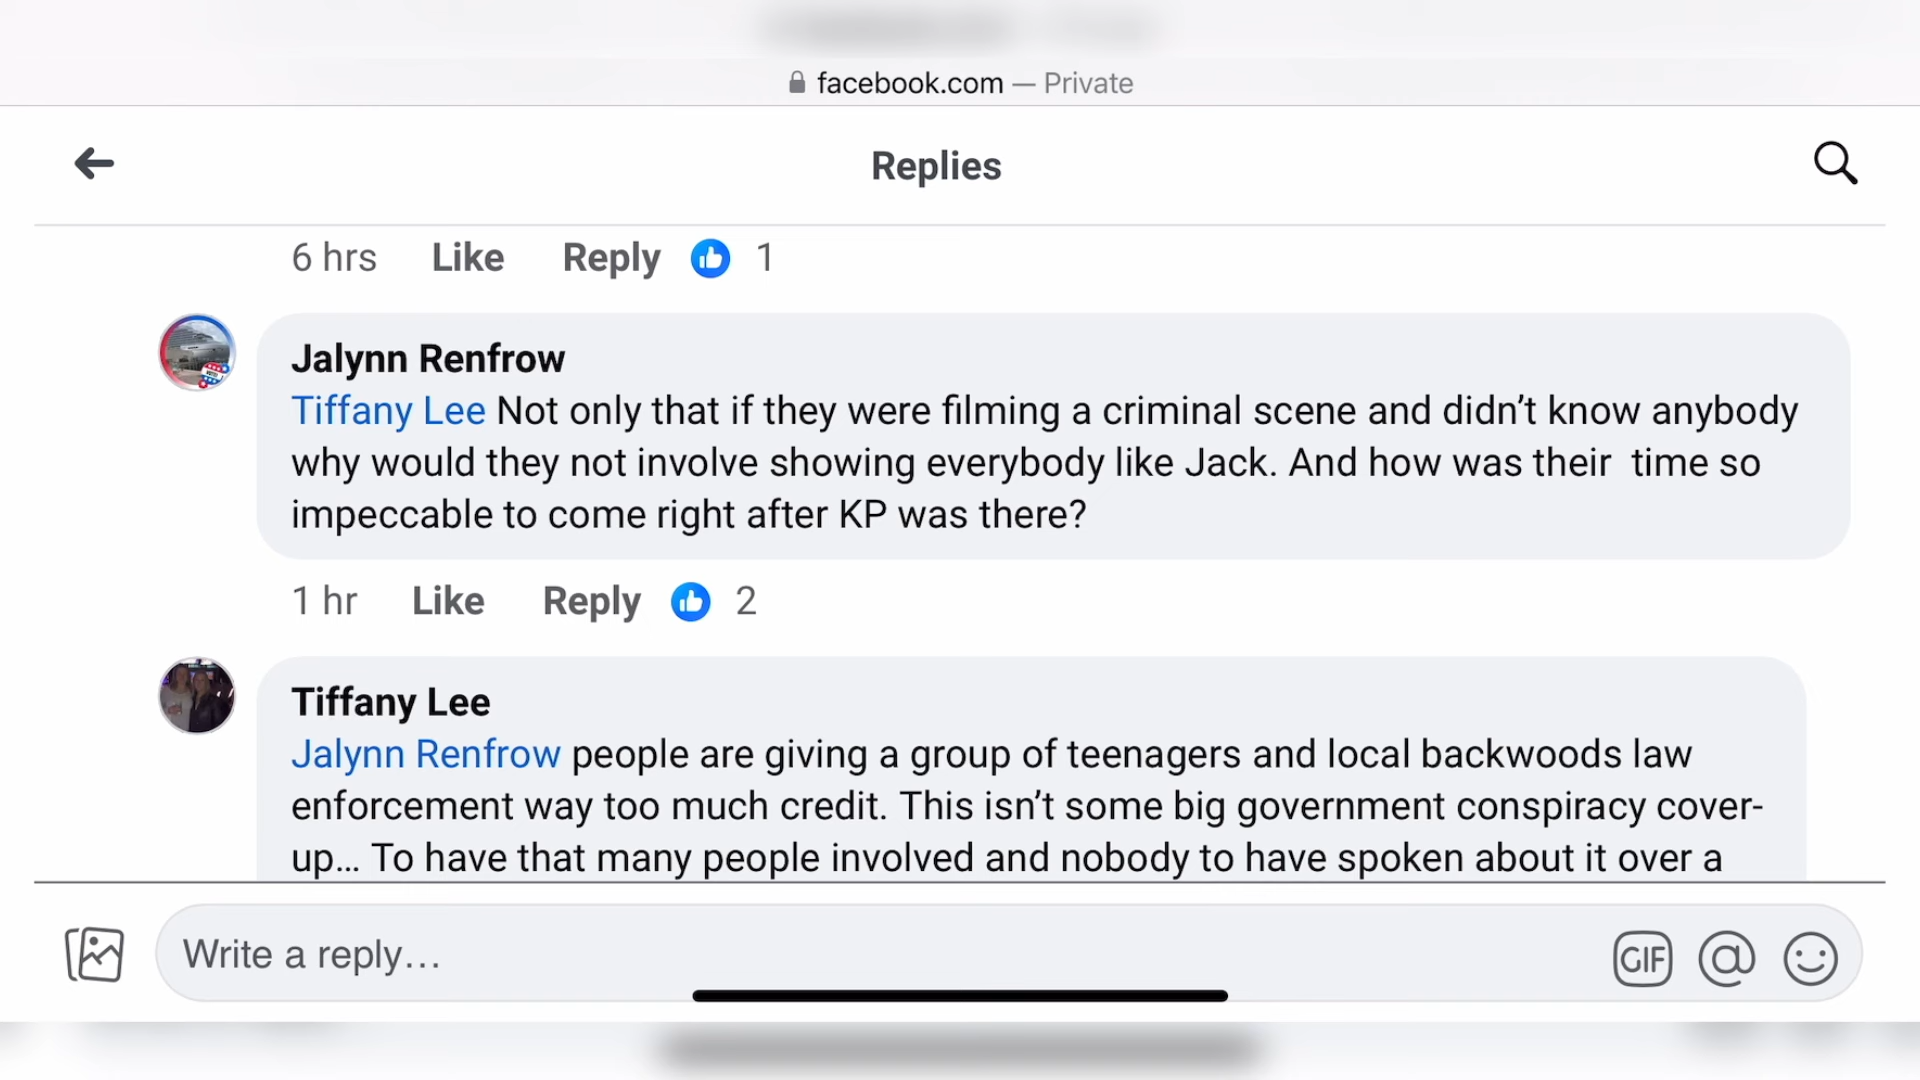 facebook.com — Private
Replies
6 hrs Like Reply 1
Jalynn Renfrow
Tiffany Lee Not only that if they were filming a criminal scene and didn’t know anybody
why would they not involve showing everybody like Jack. And how was their time so
impeccable to come right after KP was there?
1 hr Like Reply 2
Tiffany Lee
Jalynn Renfrow people are giving a group of teenagers and local backwoods law
enforcement way too much credit. This isn’t some big government conspiracy cover-
up... To have that many people involved and nobody to have spoken about it over a
Write a reply...
GIF